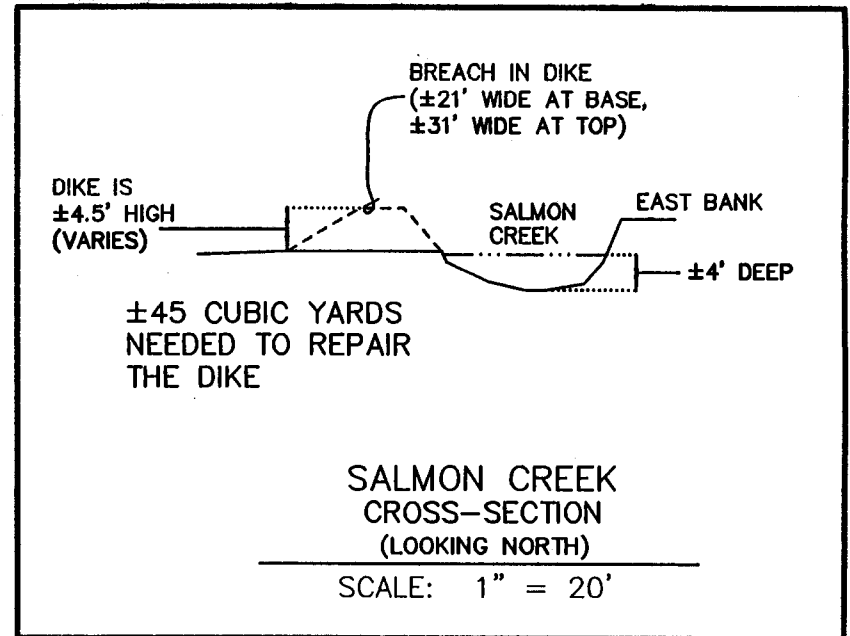 BREACH IN DIKE
(±21' WIDE AT BASE,
±31' WIDE AT TOP)
DIKE IS
±4.5' HIGH
(VARIES)
SALMON
CREEK
EAST BANK
±4' DEEP
±45 CUBIC YARDS
NEEDED TO REPAIR
THE DIKE
SALMON CREEK
CROSS-SECTION
(LOOKING NORTH)
SCALE: 1" = 20'